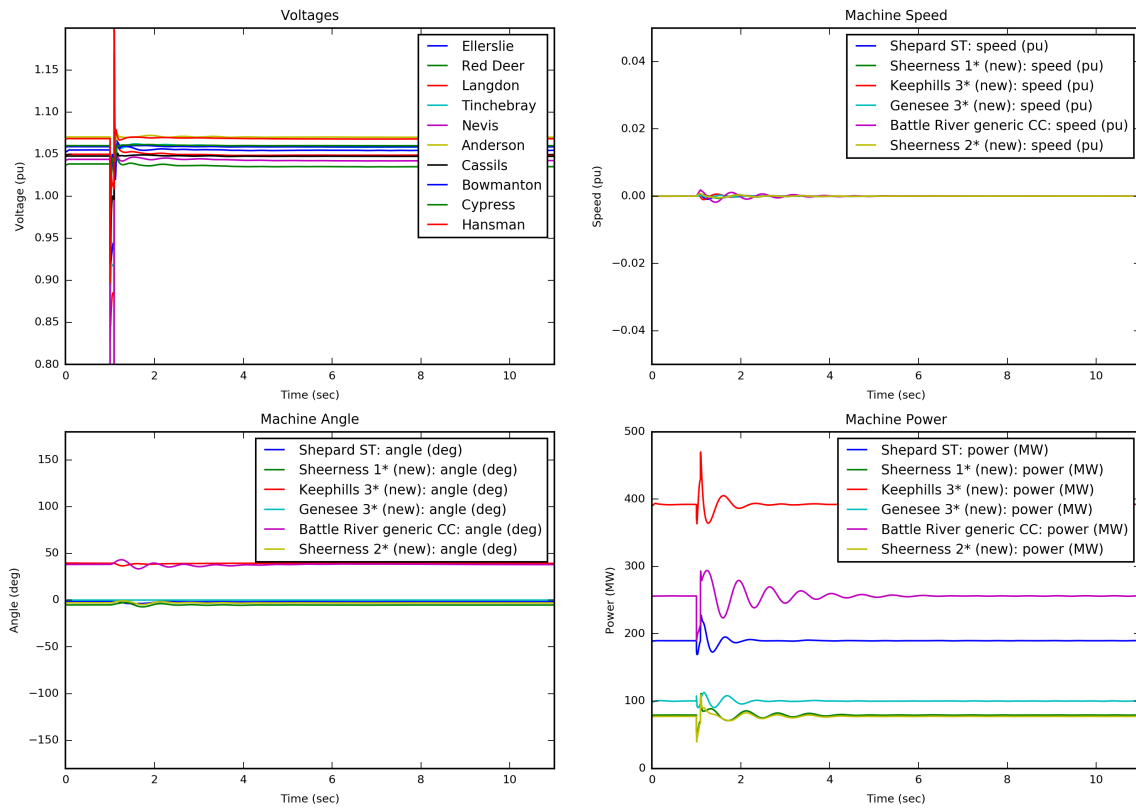 Voltages
1.15
1.10
1.05
1.00
0.95
0.90
0.85
0.80
Voltage (pu)
0
2
4
6
8
10
Time (sec)
Ellerslie
Red Deer
Langdon
Tinchebray
Nevis
Anderson
Cassils
Bowmanton
Cypress
Hansman
Machine Speed
0.04
0.02
0.00
−0.02
−0.04
Speed (pu)
0
2
4
6
8
10
Time (sec)
Shepard ST: speed (pu)
Sheerness 1* (new): speed (pu)
Keephills 3* (new): speed (pu)
Genesee 3* (new): speed (pu)
Battle River generic CC: speed (pu)
Sheerness 2* (new): speed (pu)
Machine Angle
150
100
50
0
−50
−100
−150
Angle (deg)
0
2
4
6
8
10
Time (sec)
Shepard ST: angle (deg)
Sheerness 1* (new): angle (deg)
Keephills 3* (new): angle (deg)
Genesee 3* (new): angle (deg)
Battle River generic CC: angle (deg)
Sheerness 2* (new): angle (deg)
Machine Power
500
400
300
200
100
0
Power (MW)
0
2
4
6
8
10
Time (sec)
Shepard ST: power (MW)
Sheerness 1* (new): power (MW)
Keephills 3* (new): power (MW)
Genesee 3* (new): power (MW)
Battle River generic CC: power (MW)
Sheerness 2* (new): power (MW)